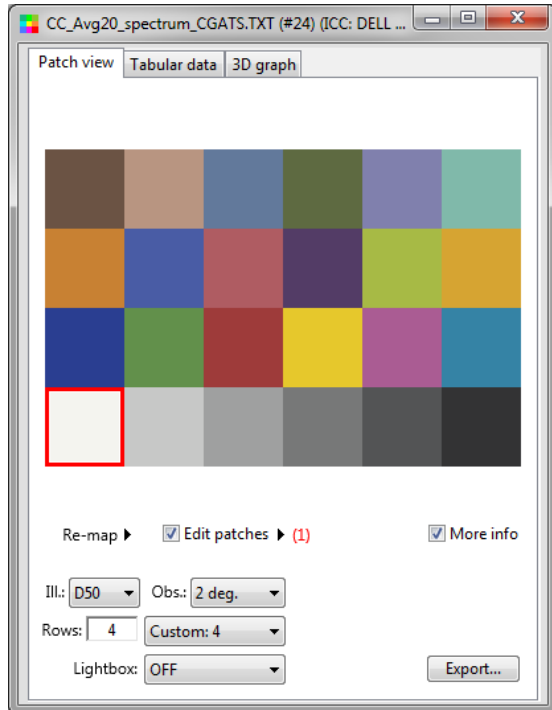 CC_Avg20_spectrum_CGATS.TXT (#24) (ICC: DELL ...
Patch view Tabular data 3D graph
Re-map Edit patches (1) More info
Ill.: D50 Obs.: 2 deg.
Rows: 4 Custom: 4
Lightbox: OFF Export...